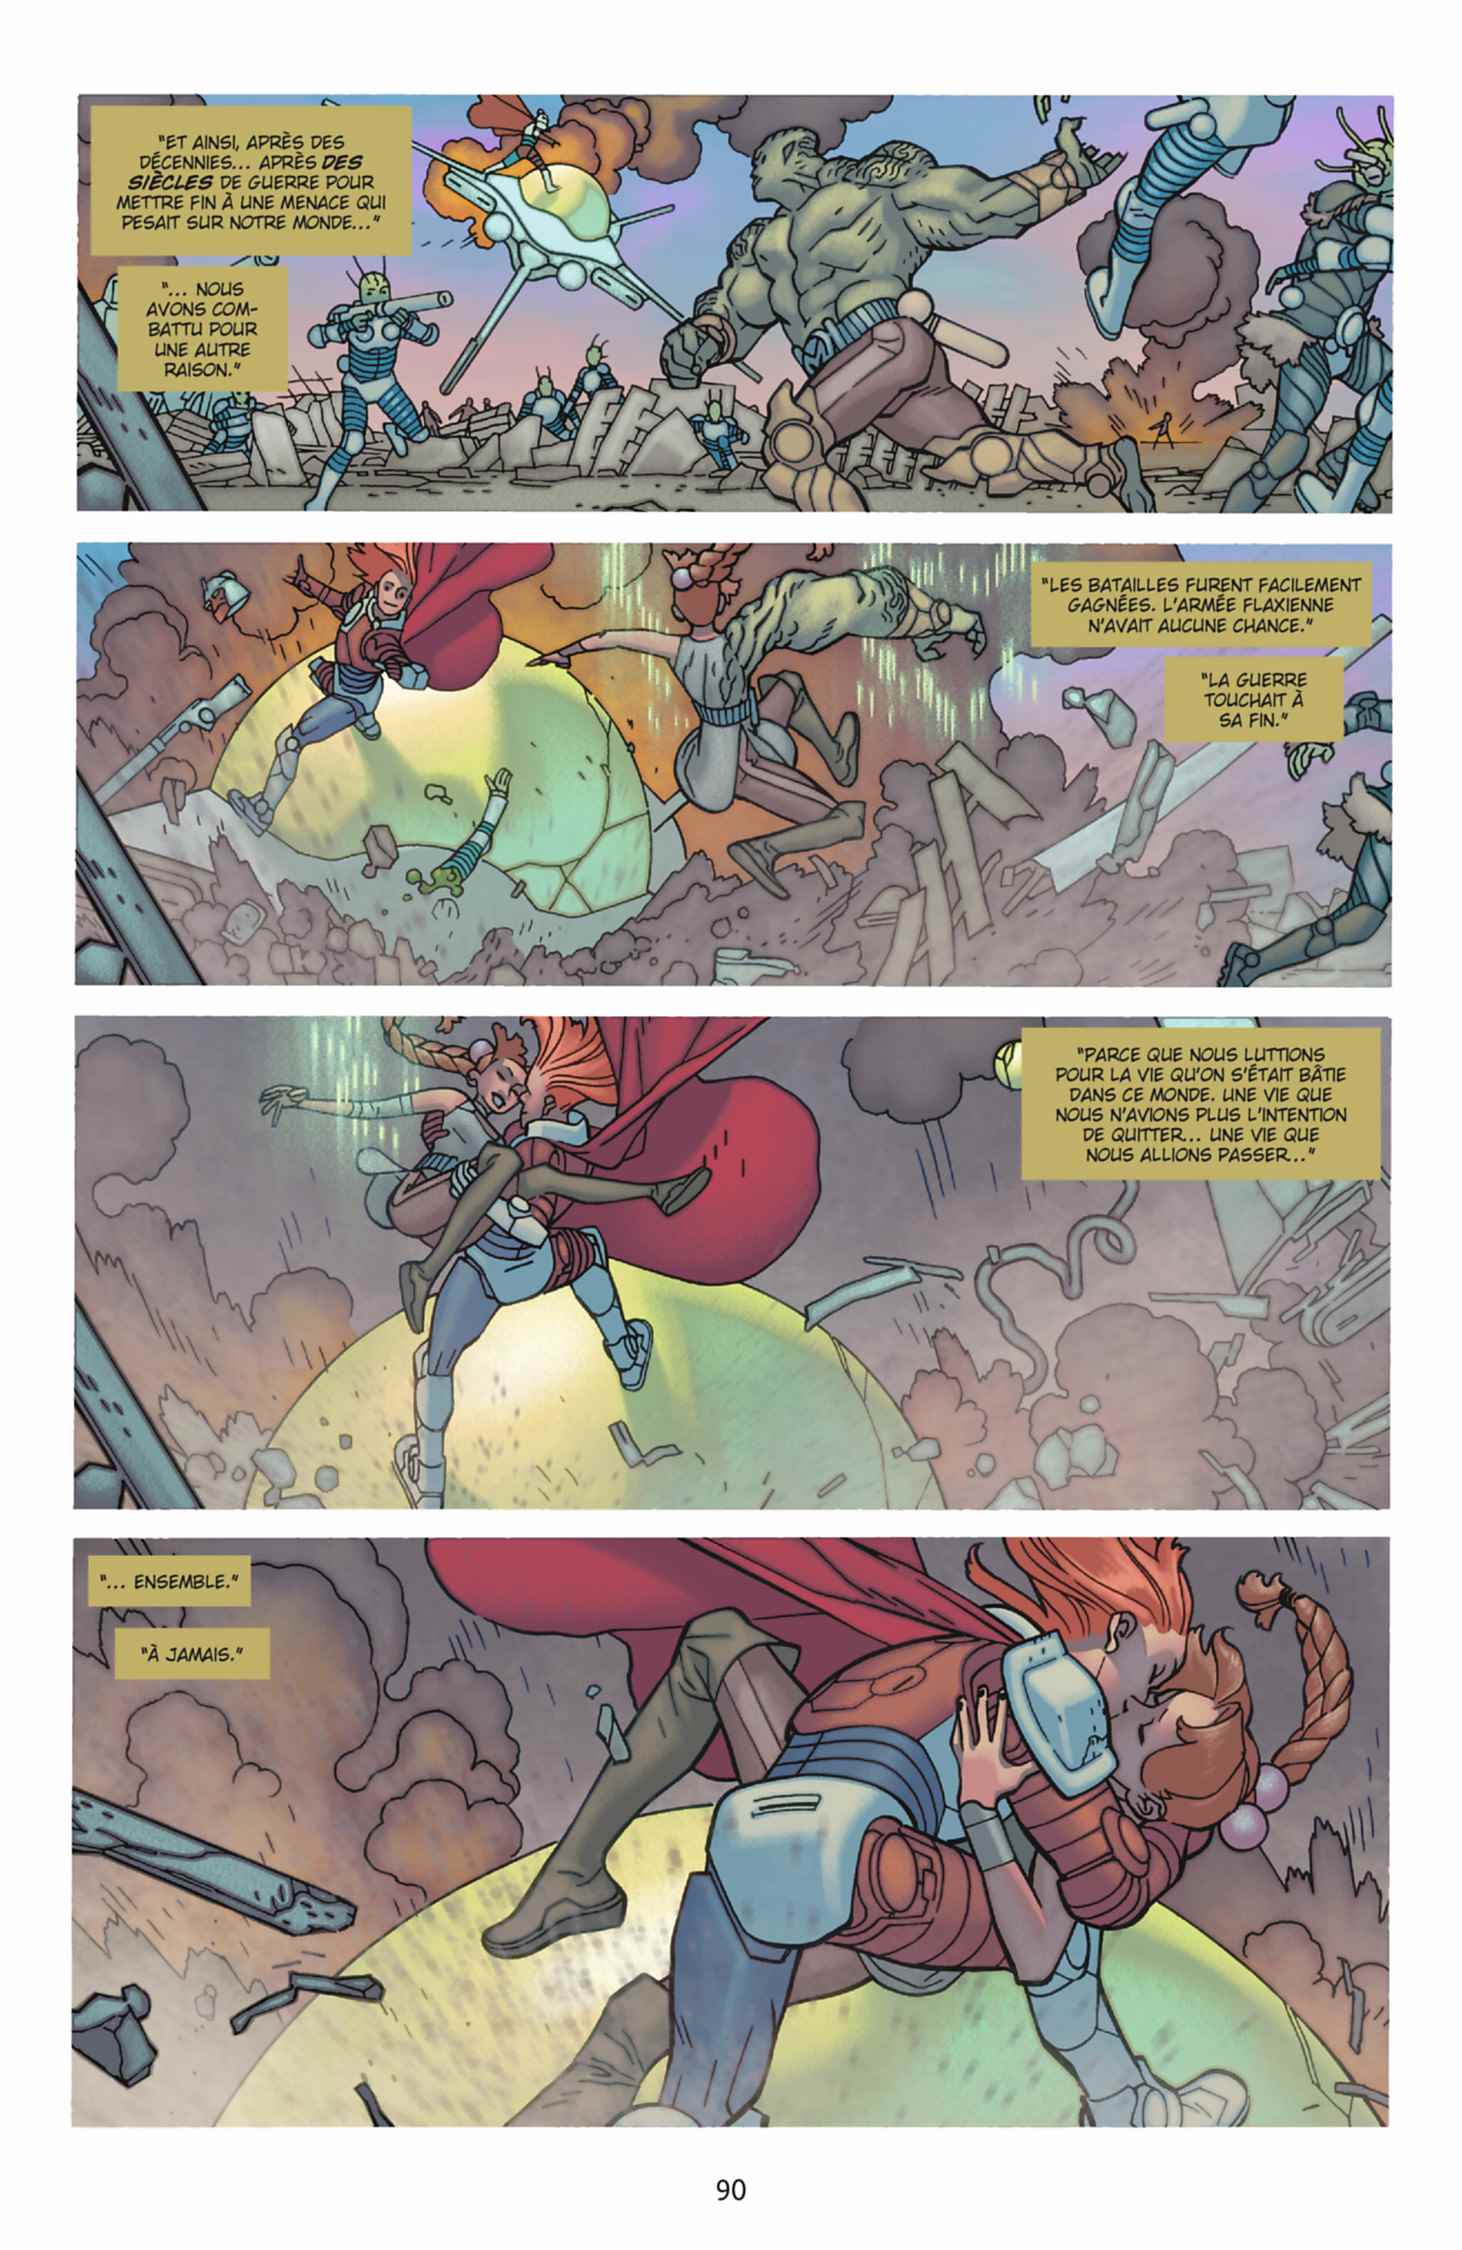 "ET AINSI, APRÈS DES
DÉCENNIES... APRÈS DES
SIÈCLES DE GUERRE POUR
METTRE FIN À UNE MENACE QUI
PESAIT SUR NOTRE MONDE..."
"... NOUS
AVONS COM-
BATTU POUR
UNE AUTRE
RAISON."
"LES BATAILLES FURENT FACILEMENT
GAGNÉES. L'ARMÉE FLAXIENNE
N'AVAIT AUCUNE CHANCE."
"LA GUERRE
TOUCHAIT À
SA FIN."
"PARCE QUE NOUS LUTTIONS
POUR LA VIE QU'ON S'ÉTAIT BÂTIE
DANS CE MONDE. UNE VIE QUE
NOUS N'AVIONS PLUS L'INTENTION
DE QUITTER... UNE VIE QUE
NOUS ALLIONS PASSER..."
"... ENSEMBLE."
"À JAMAIS."
90